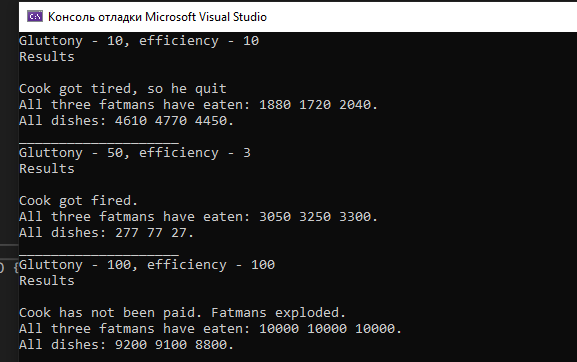 Консоль отладки Microsoft Visual Studio
Gluttony - 10, efficiency - 10
Results
Cook got tired, so he quit
All three fatmans have eaten: 1880 1720 2040.
All dishes: 4610 4770 4450.
____________________
Gluttony - 50, efficiency - 3
Results
Cook got fired.
All three fatmans have eaten: 3050 3250 3300.
All dishes: 277 77 27.
____________________
Gluttony - 100, efficiency - 100
Results
Cook has not been paid. Fatmans exploded.
All three fatmans have eaten: 10000 10000 10000.
All dishes: 9200 9100 8800.